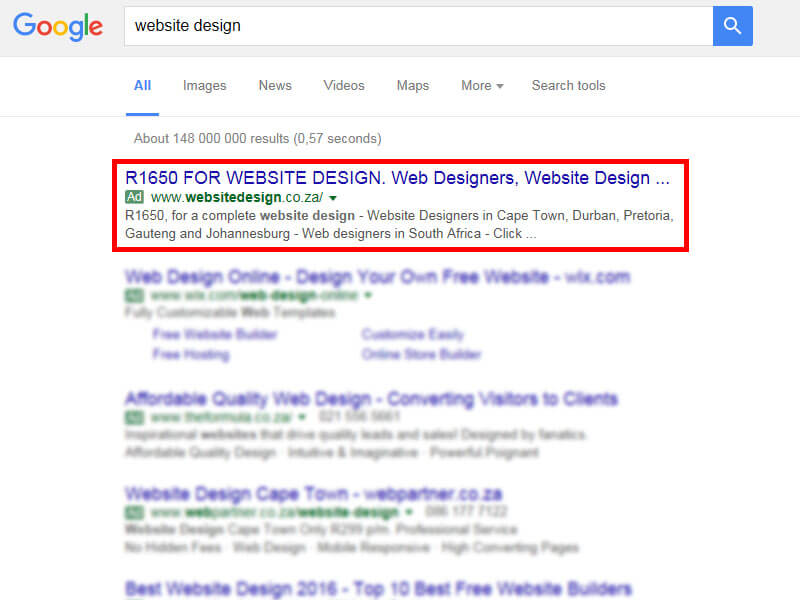 Google
website design
All Images News Videos Maps More Search tools
About 148 000 000 results (0,57 seconds)
R1650 FOR WEBSITE DESIGN. Web Designers, Website Design ...
Ad www.websitedesign.co.za/
R1650, for a complete website design - Website Designers in Cape Town, Durban, Pretoria,
Gauteng and Johannesburg - Web designers in South Africa - Click ...
Web Design Online - Design Your Own Free Website - wix.com
Ad www.wix.com/web-design-online
Fully Customizable Web Templates
Free Website Builder Customize Easily
Free Hosting Online Store Builder
Affordable Quality Web Design - Converting Visitors to Clients
Ad www.theformula.co.za/ 021 556 5661
Inspirational websites that drive quality leads and sales! Designed by fanatics.
Affordable Quality Design · Intuitive & Imaginative · Powerful Poignant
Website Design Cape Town - webpartner.co.za
Ad www.webpartner.co.za/website-design 086 177 7122
Website Design Cape Town Only R299 p/m. Professional Service
No Hidden Fees · Web Design · Mobile Responsive · High Converting Pages
Best Website Design 2016 - Top 10 Best Free Website Builders